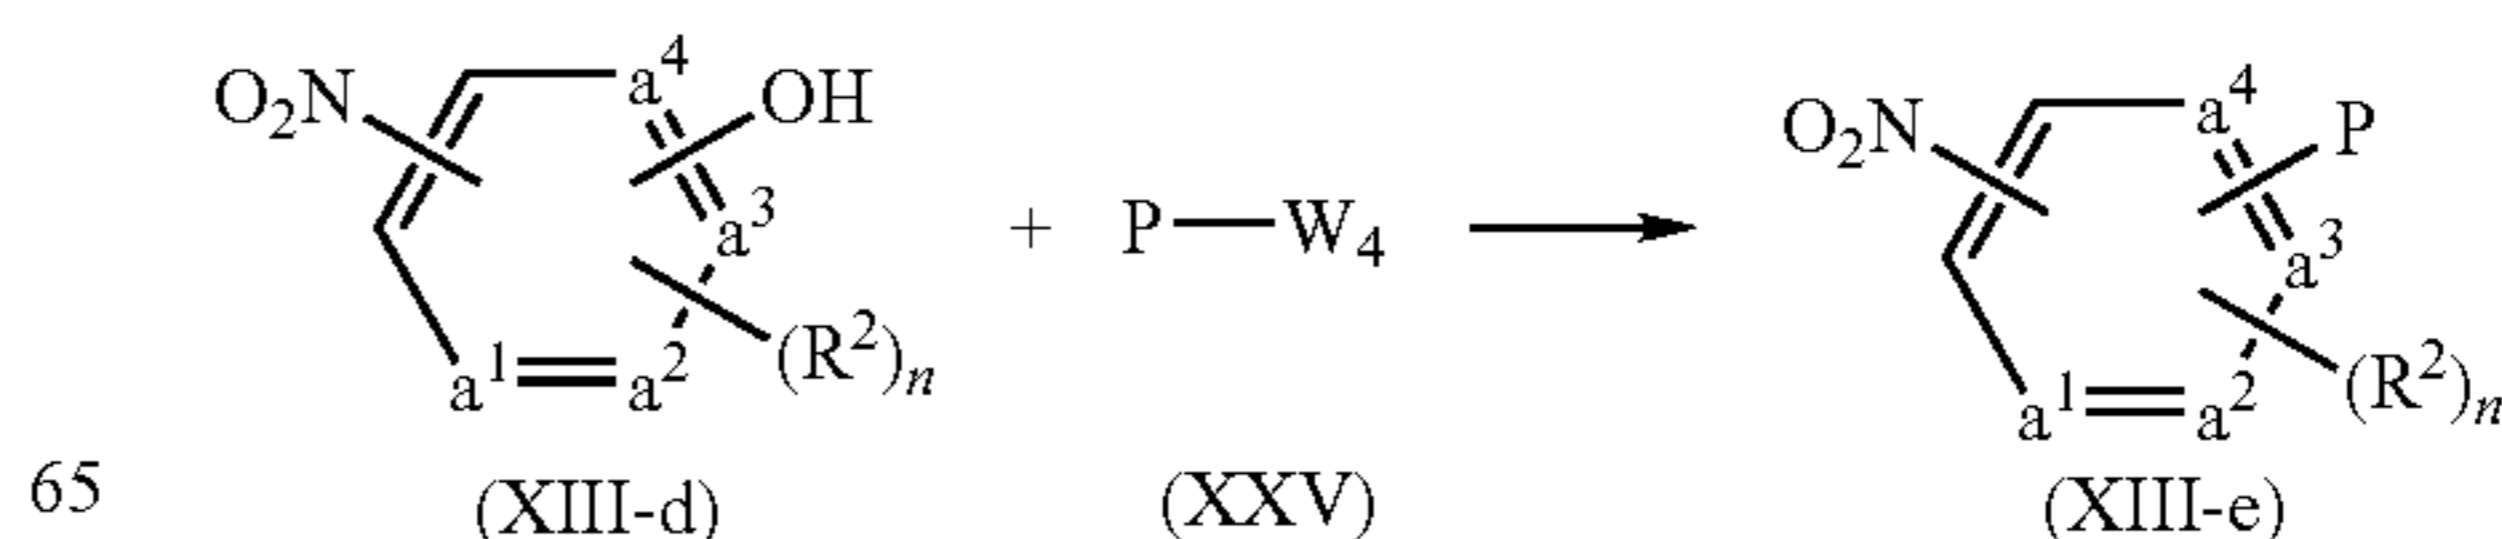 O₂N a⁴ OH a³ a¹ a² (R²)ₙ + P W₄ O₂N a⁴ P a³ a¹ a² (R²)ₙ
65 (XIII-d) (XXV) (XIII-e)